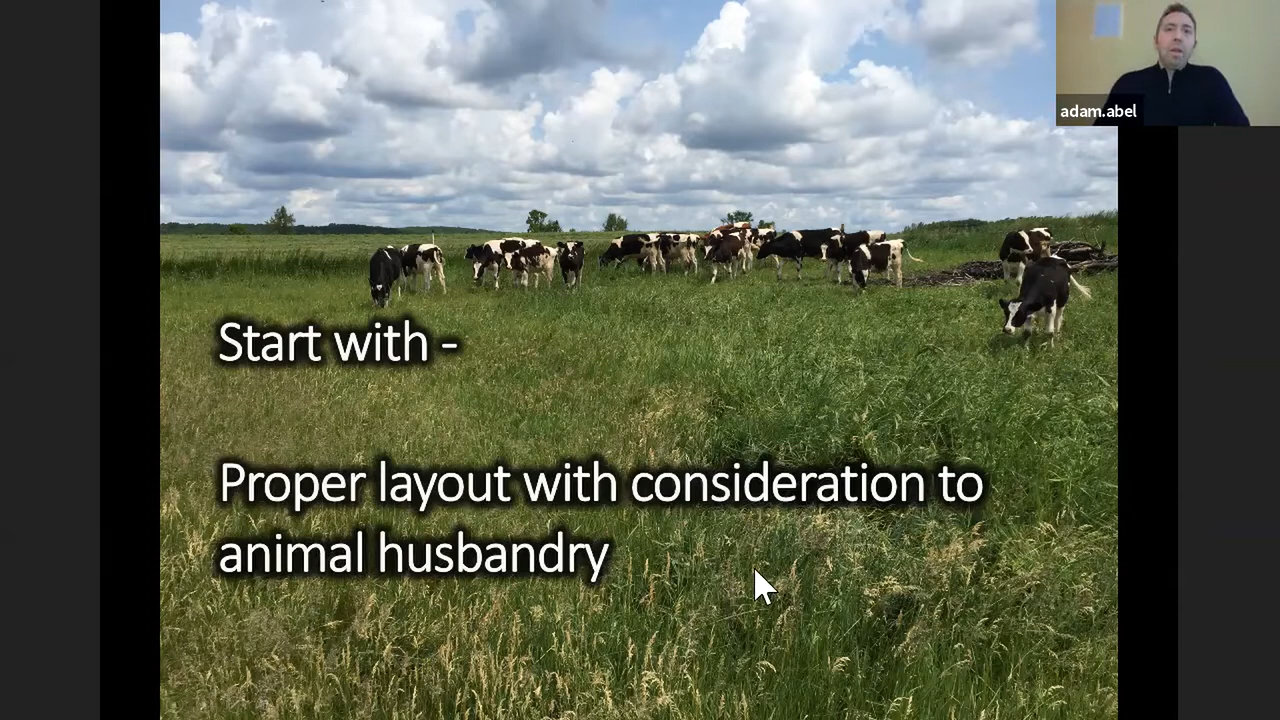 adam.abel
Start with -
Proper layout with consideration to
animal husbandry